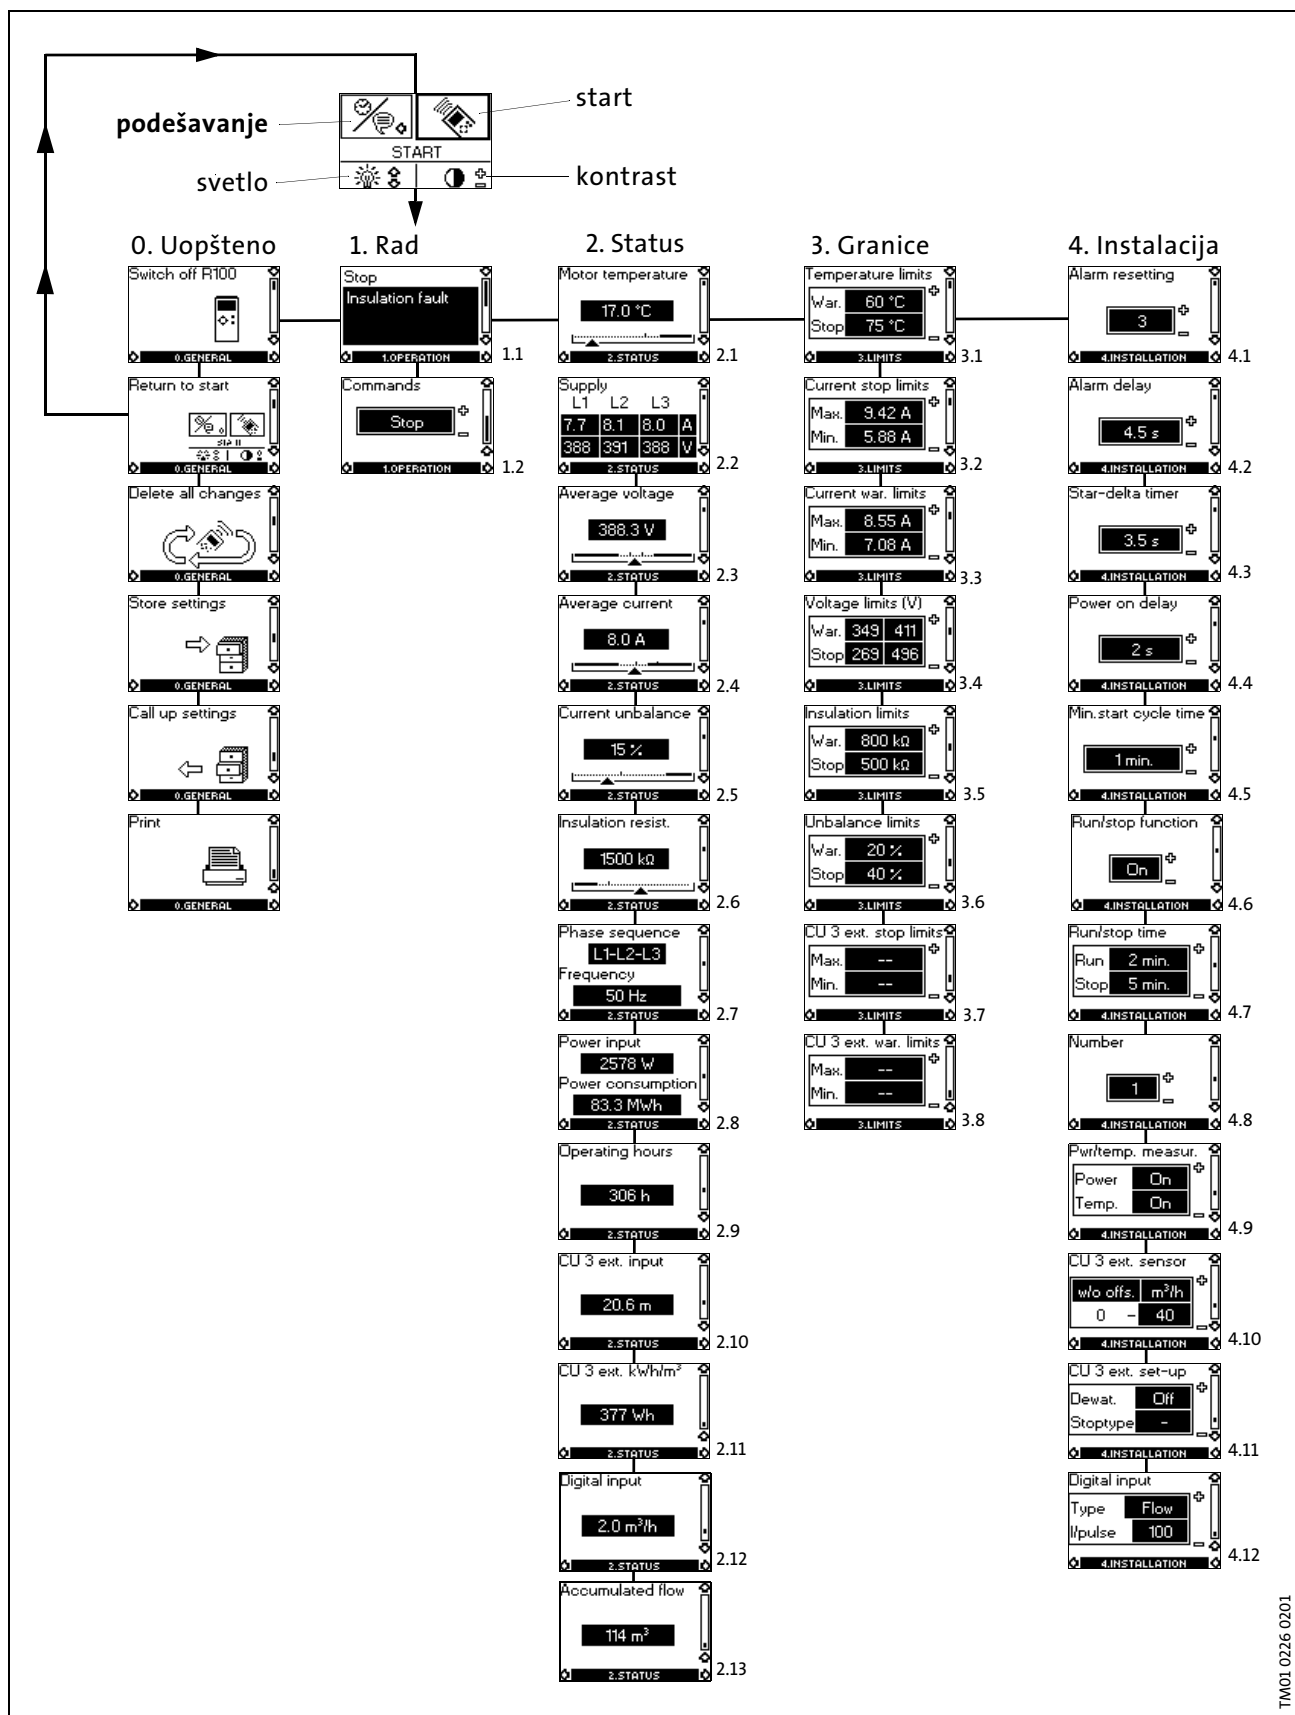 podešavanje
start
START
svetlo
kontrast
0. Uopšteno
Switch off R100
0.GENERAL
Return to start
START
0.GENERAL
Delete all changes
0.GENERAL
Store settings
0.GENERAL
Call up settings
0.GENERAL
Print
0.GENERAL
1. Rad
Stop
Insulation fault
1.OPERATION
1.1
Commands
Stop
1.OPERATION
1.2
2. Status
Motor temperature
17.0 °C
2.STATUS
2.1
Supply
L1 L2 L3
7.7 8.1 8.0 A
388 391 388 V
2.STATUS
2.2
Average voltage
388.3 V
2.STATUS
2.3
Average current
8.0 A
2.STATUS
2.4
Current unbalance
15 %
2.STATUS
2.5
Insulation resist.
1500 kΩ
2.STATUS
2.6
Phase sequence
L1-L2-L3
Frequency
50 Hz
2.STATUS
2.7
Power input
2578 W
Power consumption
83.3 MWh
2.STATUS
2.8
Operating hours
306 h
2.STATUS
2.9
CU 3 ext. input
20.6 m
2.STATUS
2.10
CU 3 ext. kWh/m³
377 Wh
2.STATUS
2.11
Digital input
2.0 m³/h
2.STATUS
2.12
Accumulated flow
114 m³
2.STATUS
2.13
3. Granice
Temperature limits
War. 60 °C
Stop 75 °C
3.LIMITS
3.1
Current stop limits
Max. 9.42 A
Min. 5.88 A
3.LIMITS
3.2
Current war. limits
Max. 8.55 A
Min. 7.08 A
3.LIMITS
3.3
Voltage limits (V)
War. 349 411
Stop 269 496
3.LIMITS
3.4
Insulation limits
War. 800 kΩ
Stop 500 kΩ
3.LIMITS
3.5
Unbalance limits
War. 20 %
Stop 40 %
3.LIMITS
3.6
CU 3 ext. stop limits
Max. --
Min. --
3.LIMITS
3.7
CU 3 ext. war. limits
Max. --
Min. --
3.LIMITS
3.8
4. Instalacija
Alarm resetting
3
4.INSTALLATION
4.1
Alarm delay
4.5 s
4.INSTALLATION
4.2
Star-delta timer
3.5 s
4.INSTALLATION
4.3
Power on delay
2 s
4.INSTALLATION
4.4
Min.start cycle time
1 min.
4.INSTALLATION
4.5
Run/stop function
On
4.INSTALLATION
4.6
Run/stop time
Run 2 min.
Stop 5 min.
4.INSTALLATION
4.7
Number
1
4.INSTALLATION
4.8
Pwr/temp. measur.
Power On
Temp. On
4.INSTALLATION
4.9
CU 3 ext. sensor
w/o offs. m³/h
0 - 40
4.INSTALLATION
4.10
CU 3 ext. set-up
Dewat. Off
Stoptype -
4.INSTALLATION
4.11
Digital input
Type Flow
l/pulse 100
4.INSTALLATION
4.12
TM01 0226 0201